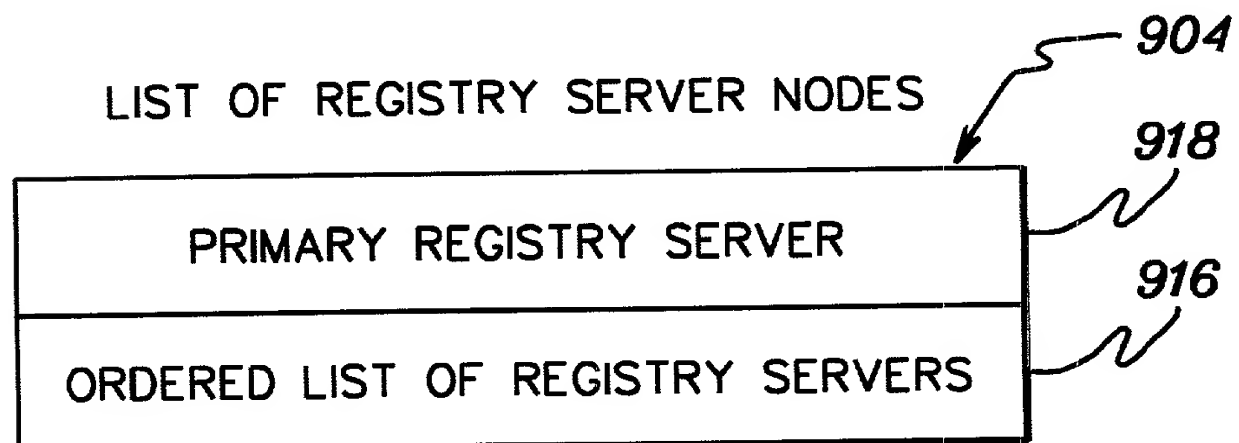 904
LIST OF REGISTRY SERVER NODES
918
PRIMARY REGISTRY SERVER
916
ORDERED LIST OF REGISTRY SERVERS